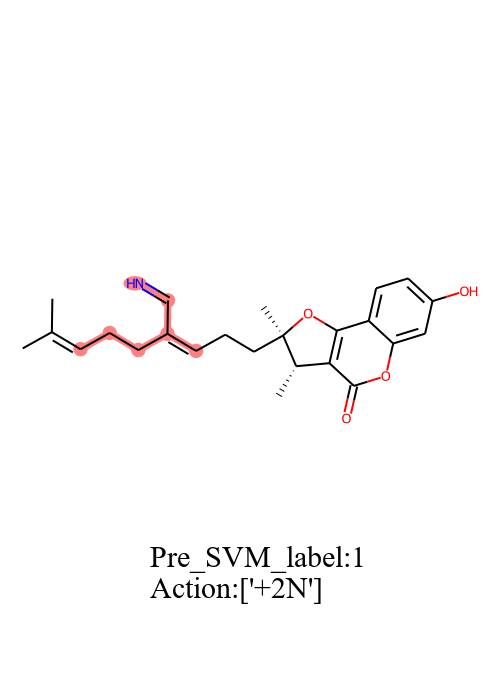 HN
O
OH
O
O
Pre_SVM_label:1
Action:['+2N']